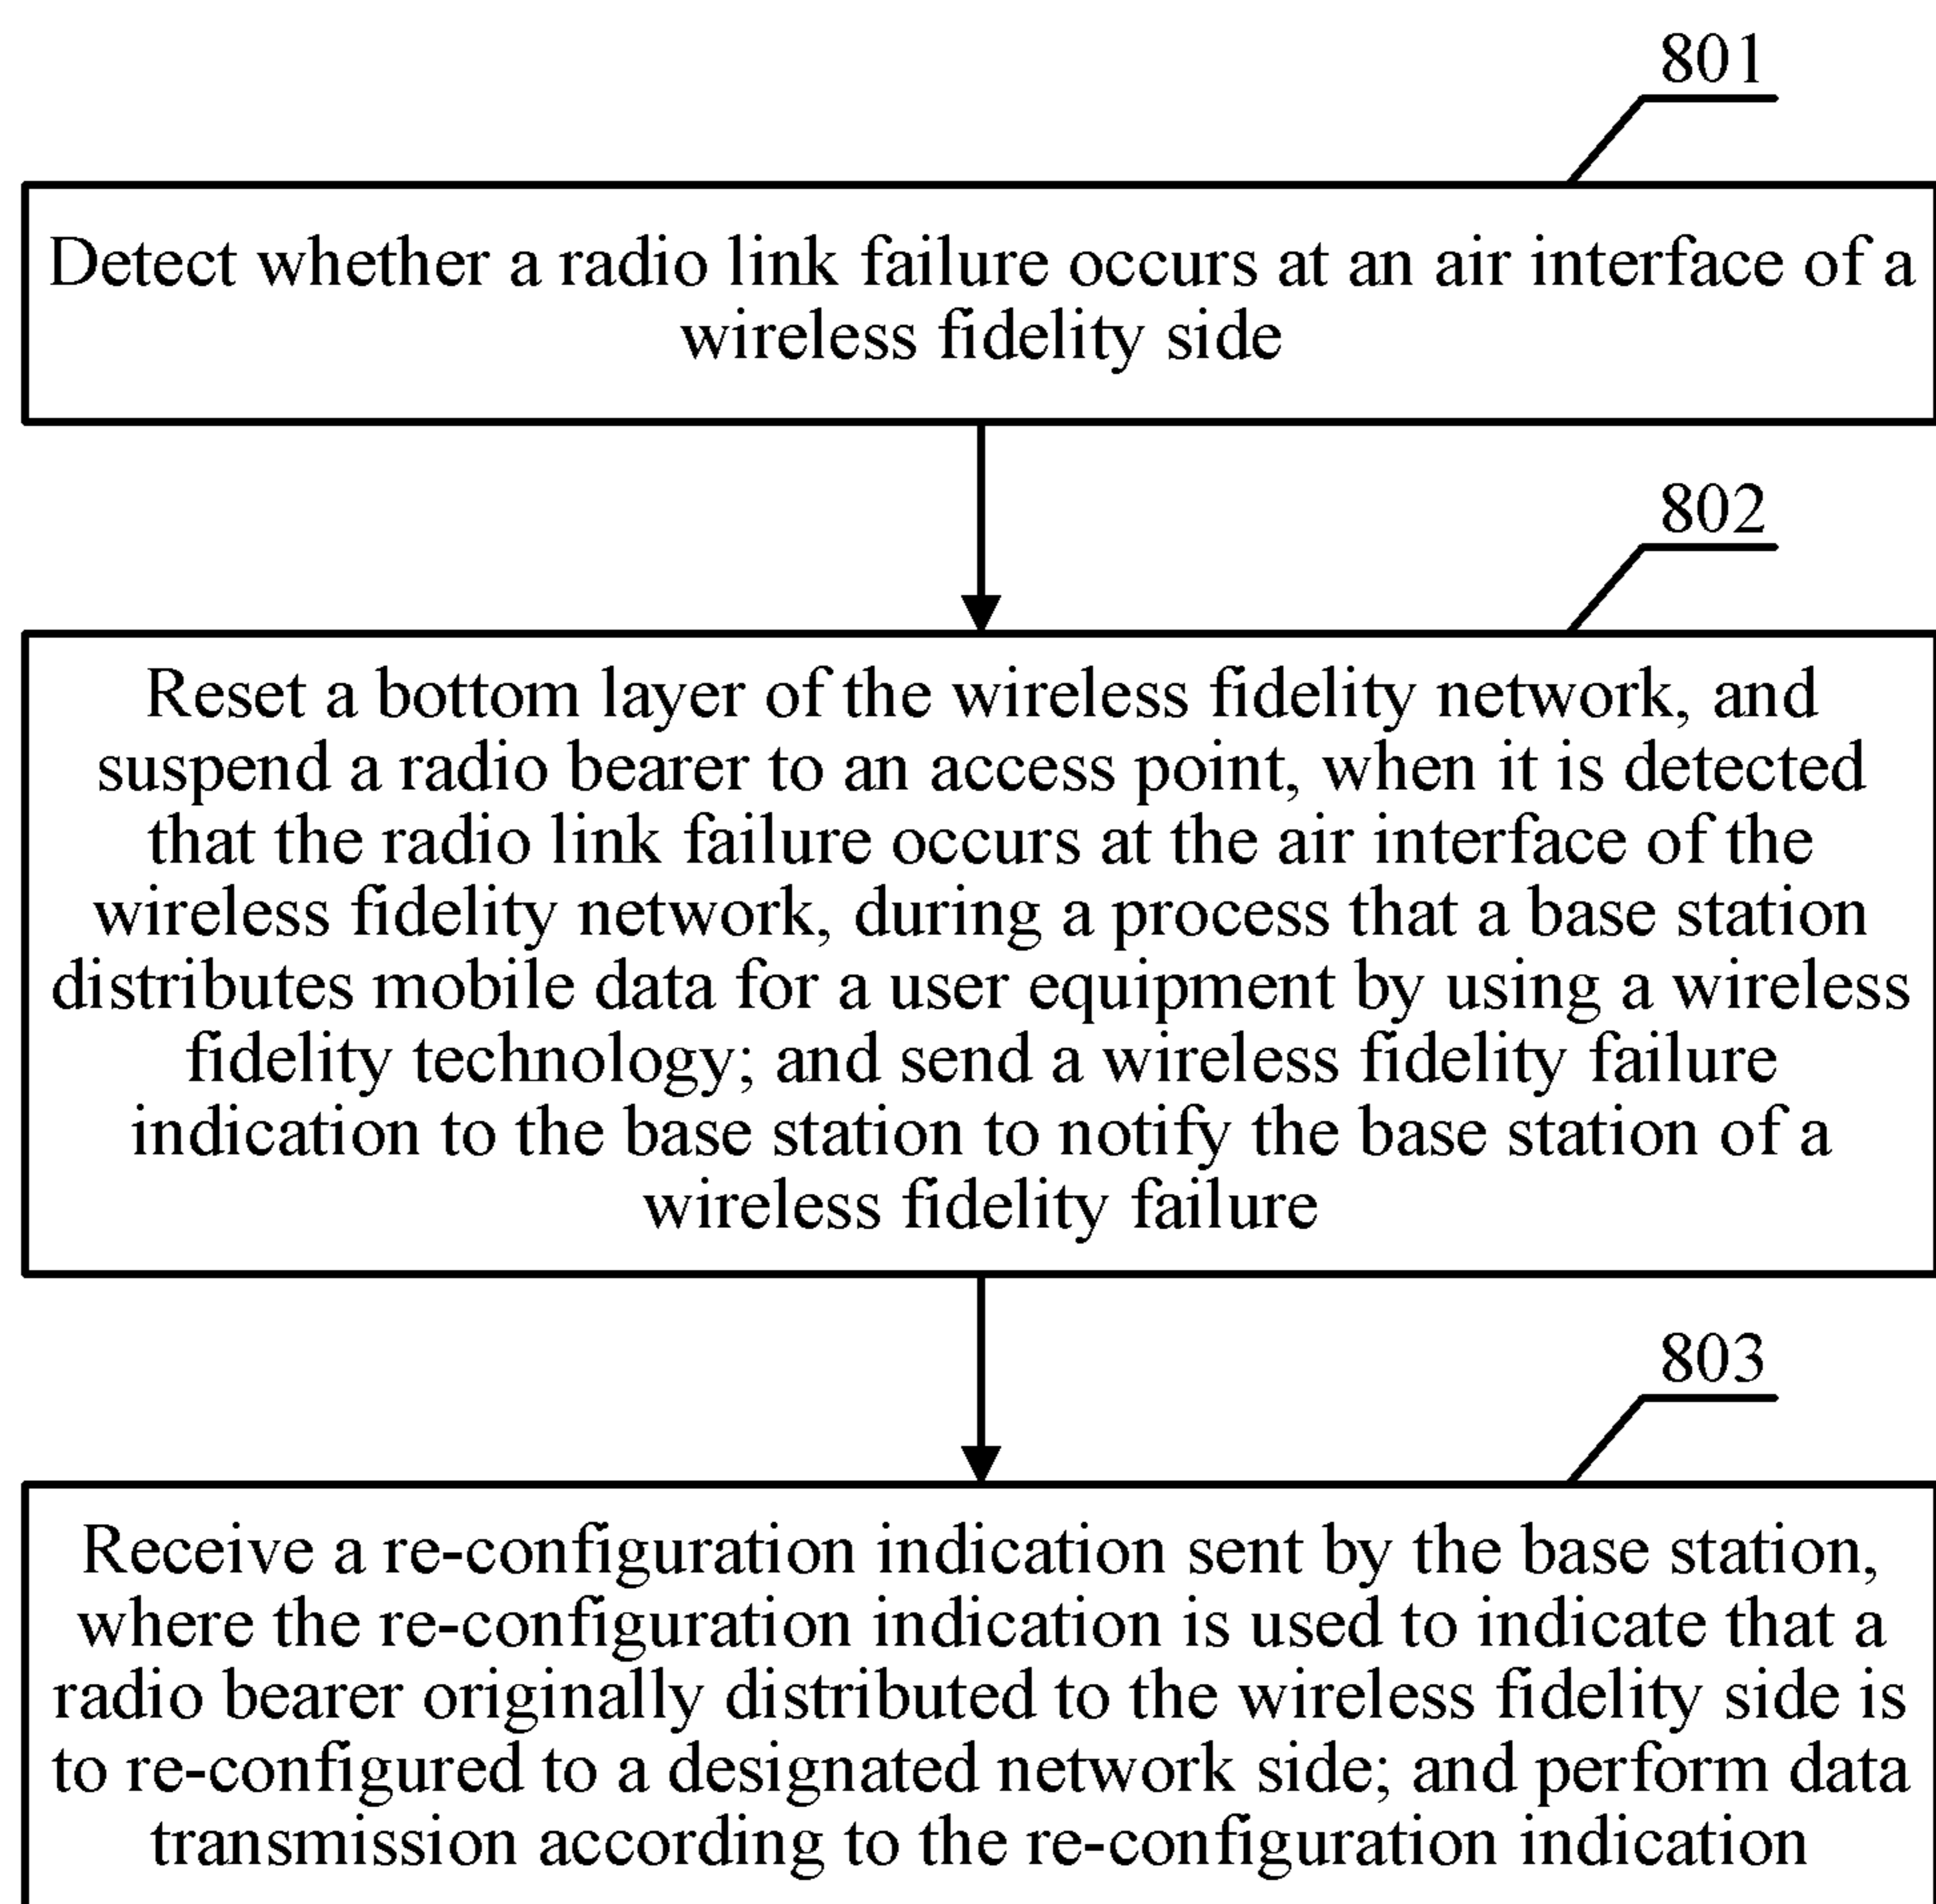 801
Detect whether a radio link failure occurs at an air interface of a
wireless fidelity side
802
Reset a bottom layer of the wireless fidelity network, and
suspend a radio bearer to an access point, when it is detected
that the radio link failure occurs at the air interface of the
wireless fidelity network, during a process that a base station
distributes mobile data for a user equipment by using a wireless
fidelity technology; and send a wireless fidelity failure
indication to the base station to notify the base station of a
wireless fidelity failure
803
Receive a re-configuration indication sent by the base station,
where the re-configuration indication is used to indicate that a
radio bearer originally distributed to the wireless fidelity side is
to re-configured to a designated network side; and perform data
transmission according to the re-configuration indication